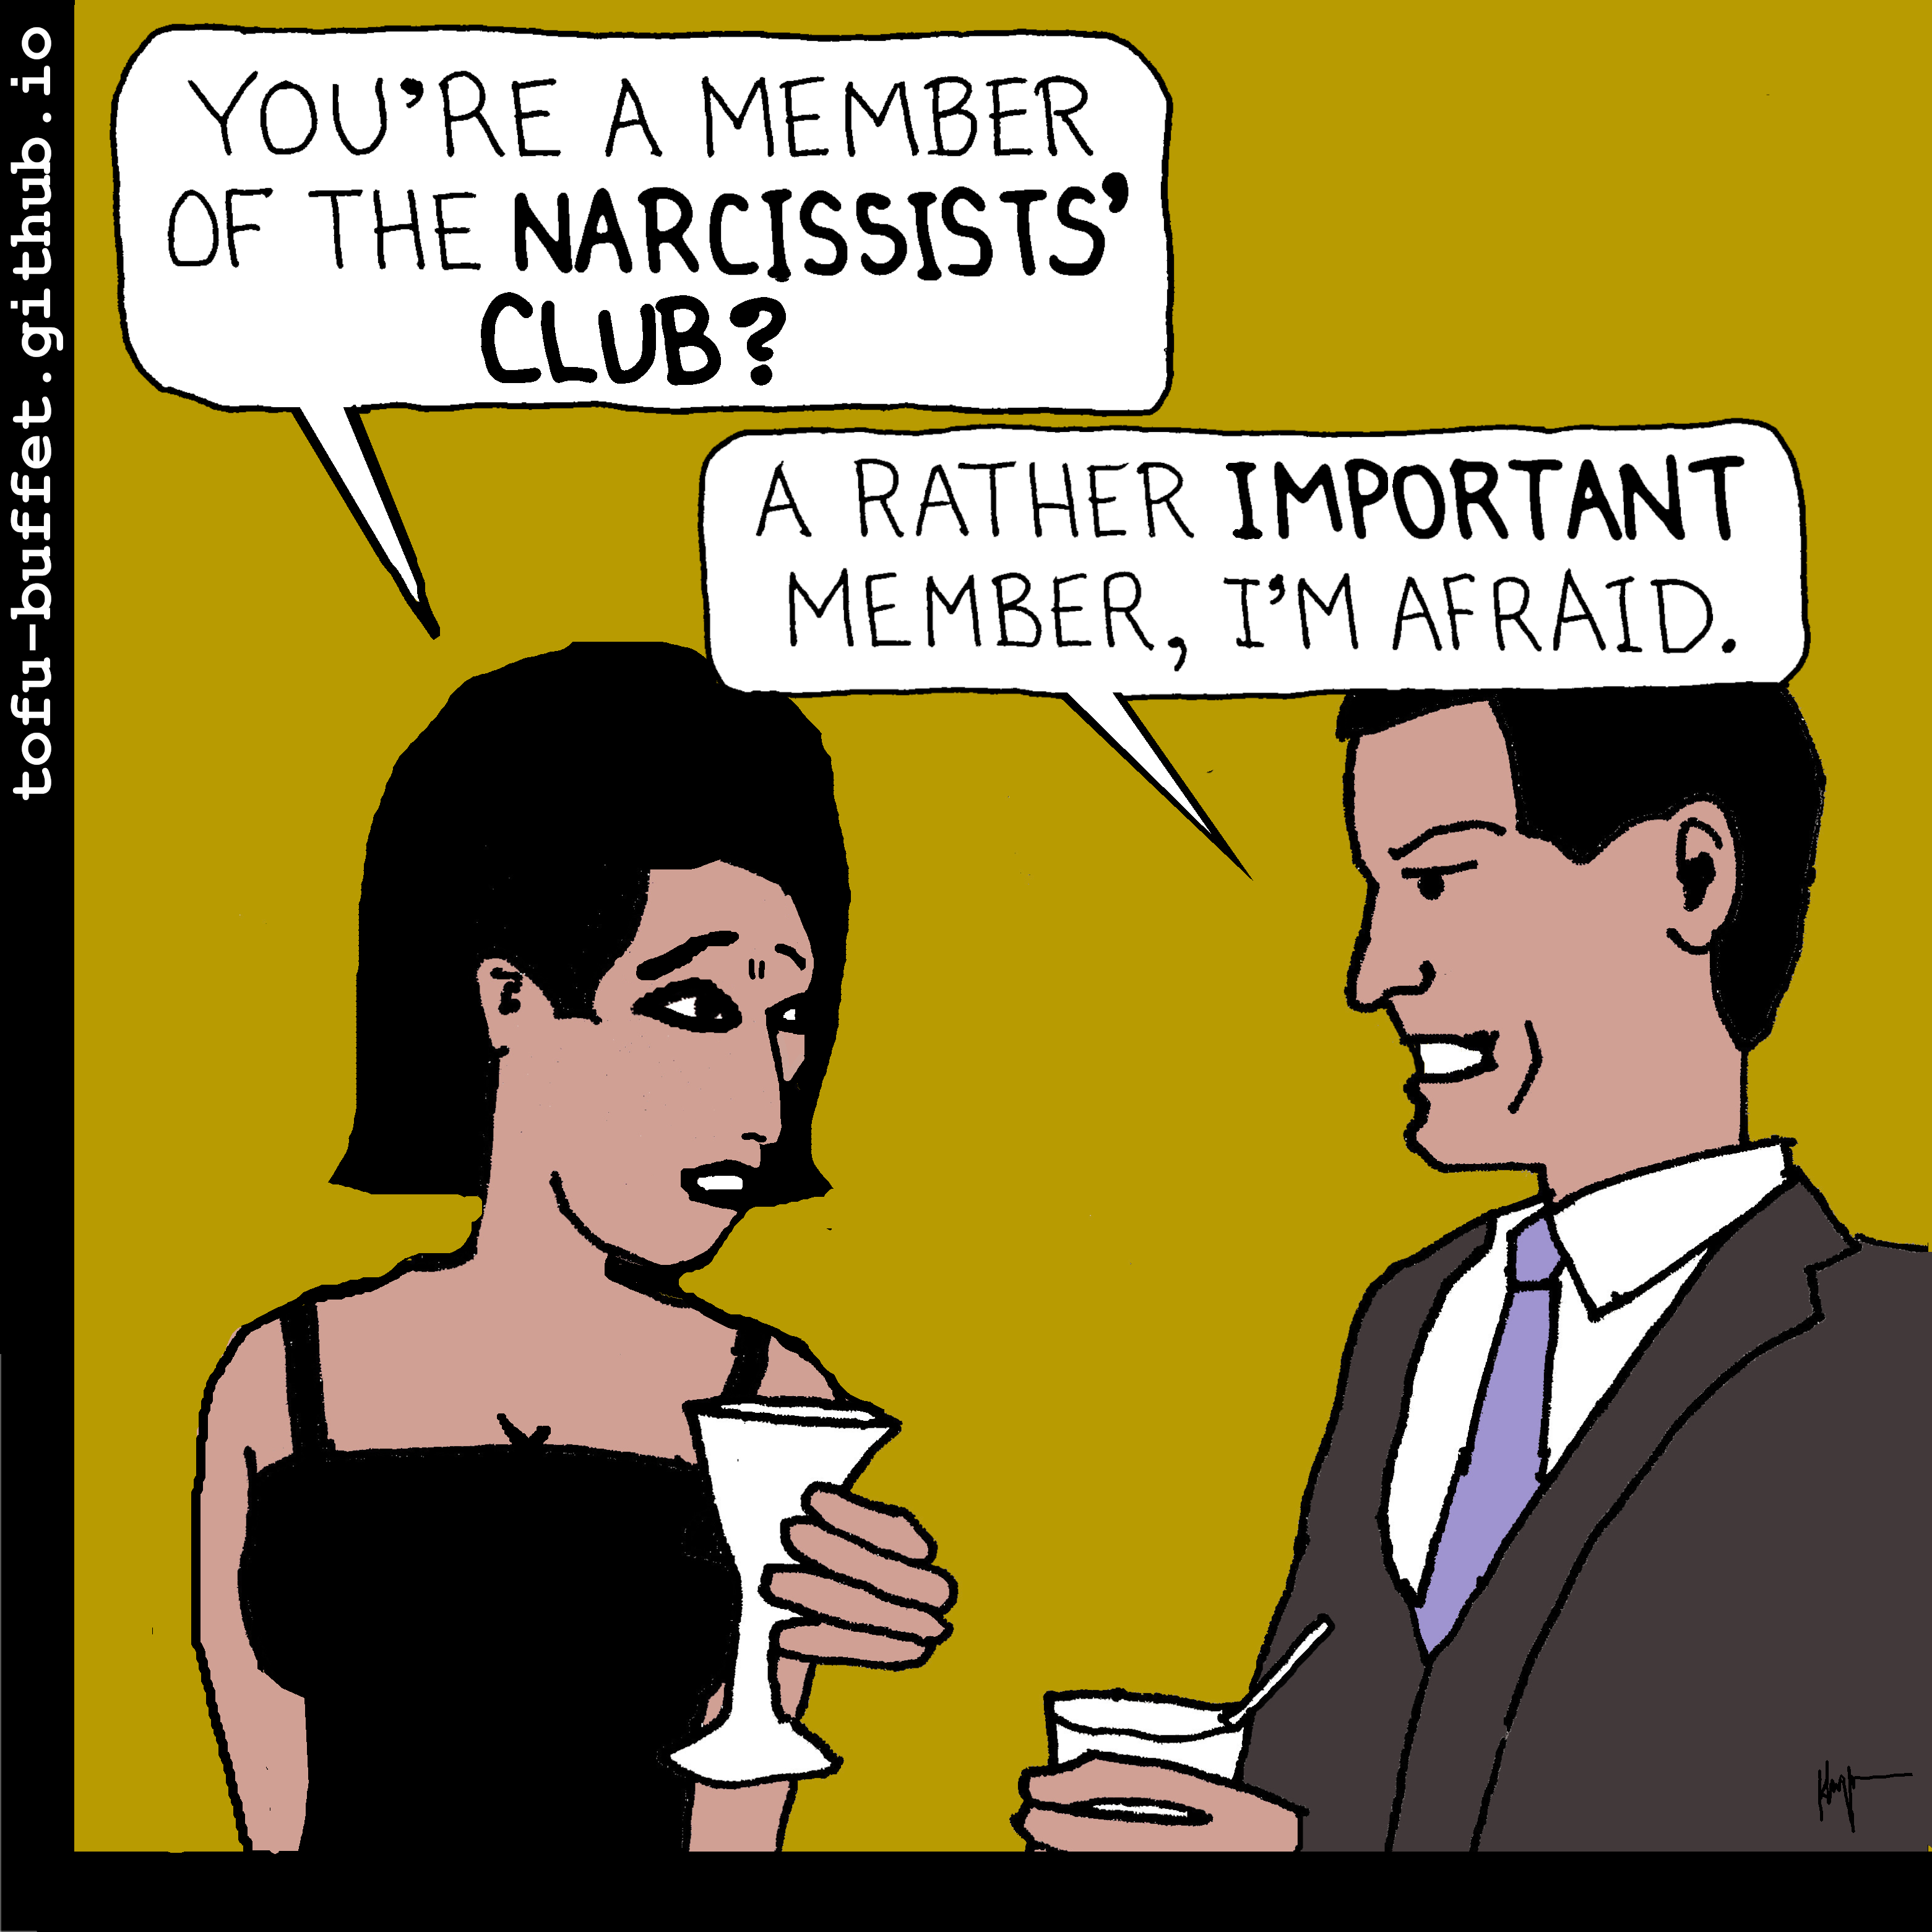 tofu-buffet.github.io
YOU'RE A MEMBER
OF THE NARCISSISTS'
CLUB?
A RATHER IMPORTANT
MEMBER, I'M AFRAID.